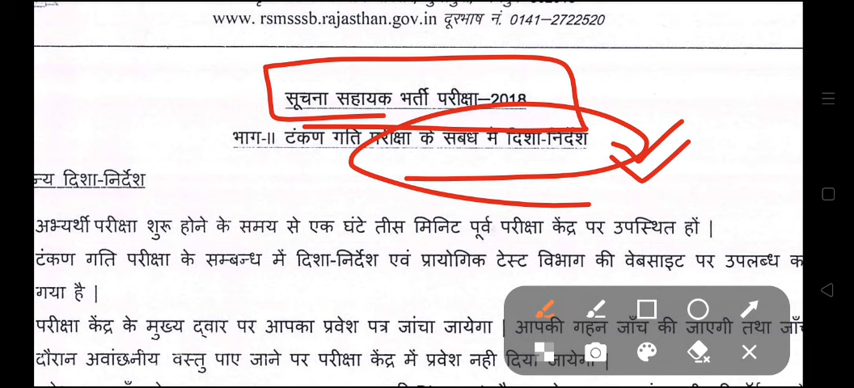 www. rsmsssb.rajasthan.gov.in दूरभाष नं. 0141-2722520
सूचना सहायक भर्ती परीक्षा–2018
भाग-II टंकण गति परीक्षा के संबंध में दिशा-निर्देश
न्य दिशा-निर्देश
अभ्यर्थी परीक्षा शुरू होने के समय से एक घंटे तीस मिनिट पूर्व परीक्षा केंद्र पर उपस्थित हों |
टंकण गति परीक्षा के सम्बन्ध में दिशा-निर्देश एवं प्रायोगिक टेस्ट विभाग की वेबसाइट पर उपलब्ध क
गया है |
परीक्षा केंद्र के मुख्य द्वार पर आपका प्रवेश पत्र जांचा जायेगा | आपकी गहन जाँच की जाएगी तथा जाँ
दौरान अवांछनीय वस्तु पाए जाने पर परीक्षा केंद्र में प्रवेश नही दिया जायेगा |